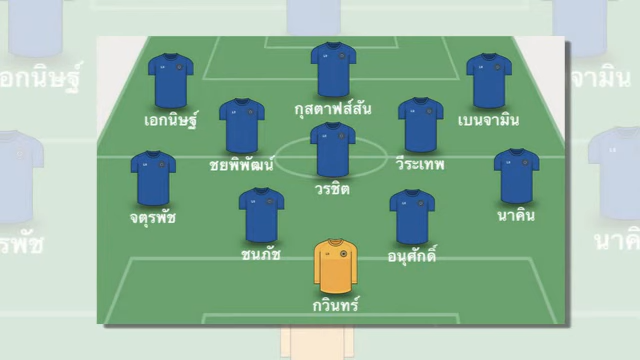 เอกนิษฐ์
กุสตาฟส์สัน
เบนจามิน
ชยพิพัฒน์
วรชิต
วีระเทพ
จตุรพัช
นาคิน
ชนภัช
อนุศักดิ์
กวินทร์